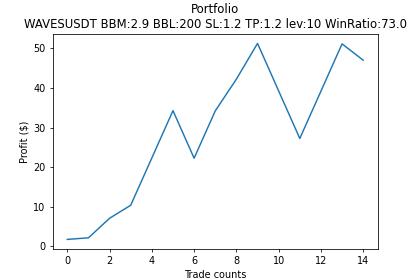 Portfolio
WAVESUSDT BBM:2.9 BBL:200 SL:1.2 TP:1.2 lev:10 WinRatio:73.0
50
40
30
20
10
0
Profit ($)
0 2 4 6 8 10 12 14
Trade counts